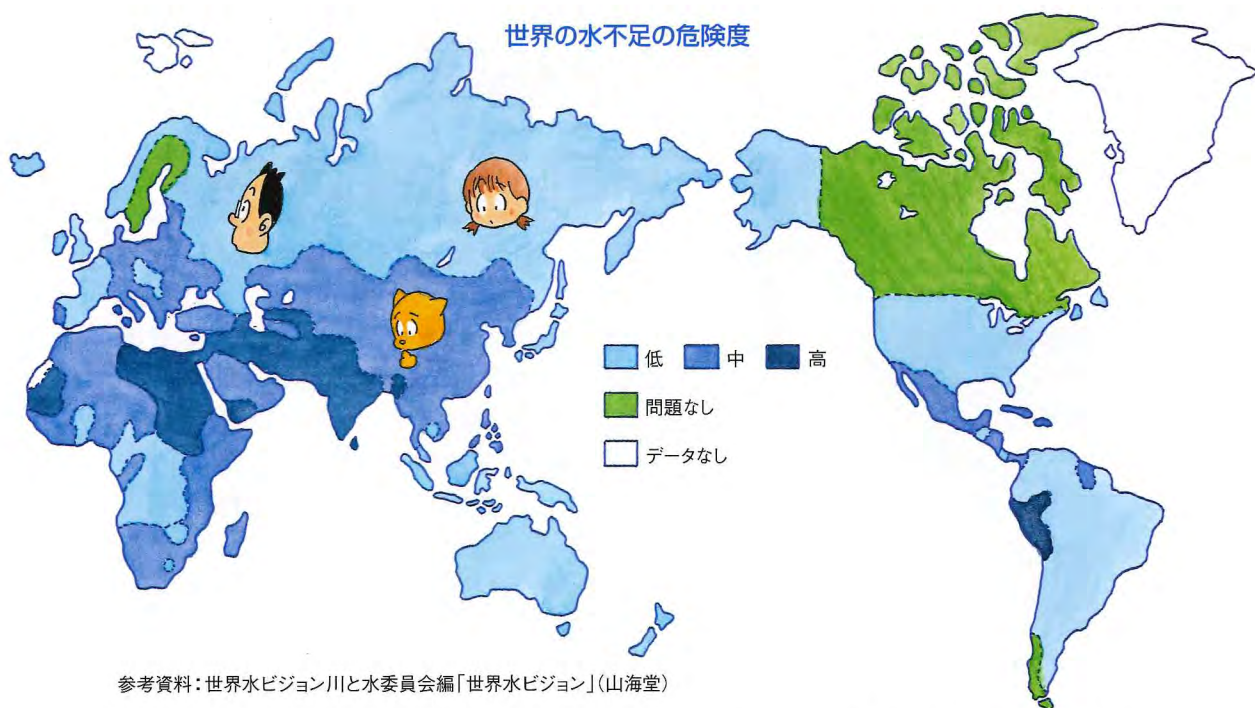 世界の水不足の危険度
低 中 高
問題なし
データなし
参考資料：世界水ビジョン川と水委員会編「世界水ビジョン」（山海堂）